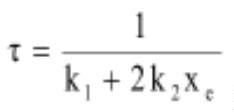 τ = 1 / (k₁ + 2k₂xₑ)